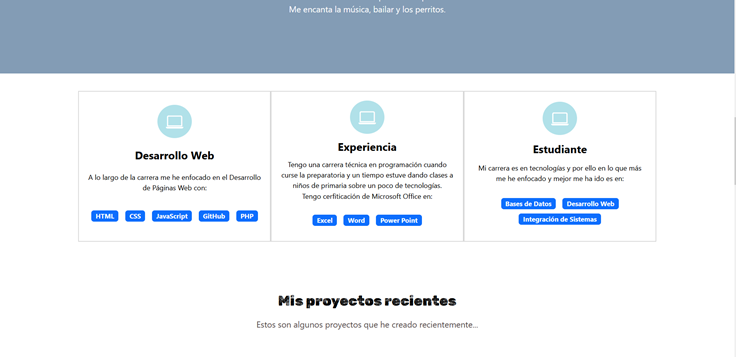 Me encanta la música, bailar y los perritos.
Desarrollo Web
A lo largo de la carrera me he enfocado en el Desarrollo
de Páginas Web con:
HTML CSS JavaScript GitHub PHP
Experiencia
Tengo una carrera técnica en programación cuando
curse la preparatoria y un tiempo estuve dando clases a
niños de primaria sobre un poco de tecnologías.
Tengo cerfiticación de Microsoft Office en:
Excel Word Power Point
Estudiante
Mi carrera es en tecnologías y por ello en lo que más
me he enfocado y mejor me ha ido es en:
Bases de Datos Desarrollo Web
Integración de Sistemas
Mis proyectos recientes
Estos son algunos proyectos que he creado recientemente...